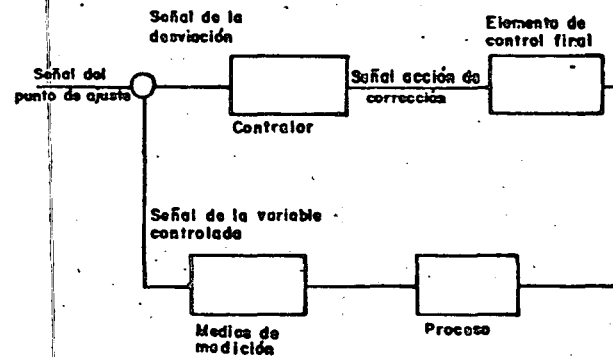 Señal de la
desviación
Elemento de
control final
Señal del
punto de ajuste
Señal acción de
corrección
Contralor
Señal de la variable
controlada
Medios de
medición
Proceso